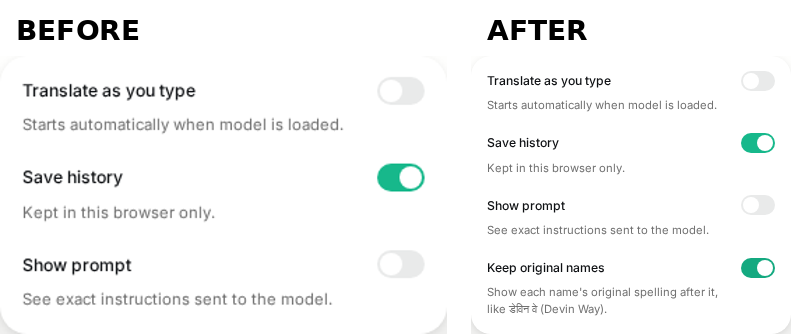 BEFORE
Translate as you type
Starts automatically when model is loaded.
Save history
Kept in this browser only.
Show prompt
See exact instructions sent to the model.
AFTER
Translate as you type
Starts automatically when model is loaded.
Save history
Kept in this browser only.
Show prompt
See exact instructions sent to the model.
Keep original names
Show each name's original spelling after it,
like डेविन वे (Devin Way).